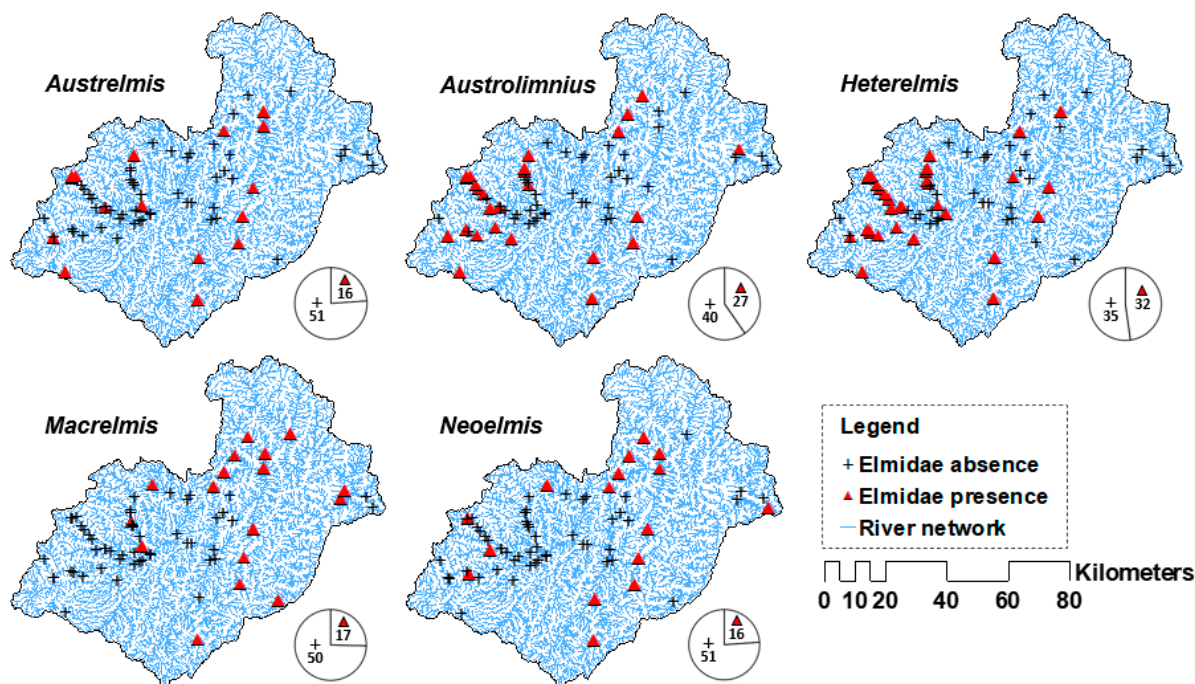 Austrelmis
16
+
51
Austrolimnius
27
+
40
Heterelmis
32
+
35
Macrelmis
17
+
50
Neoelmis
16
+
51
Legend
+ Elmidae absence
Elmidae presence
River network
Kilometers
0 10 20 40 60 80